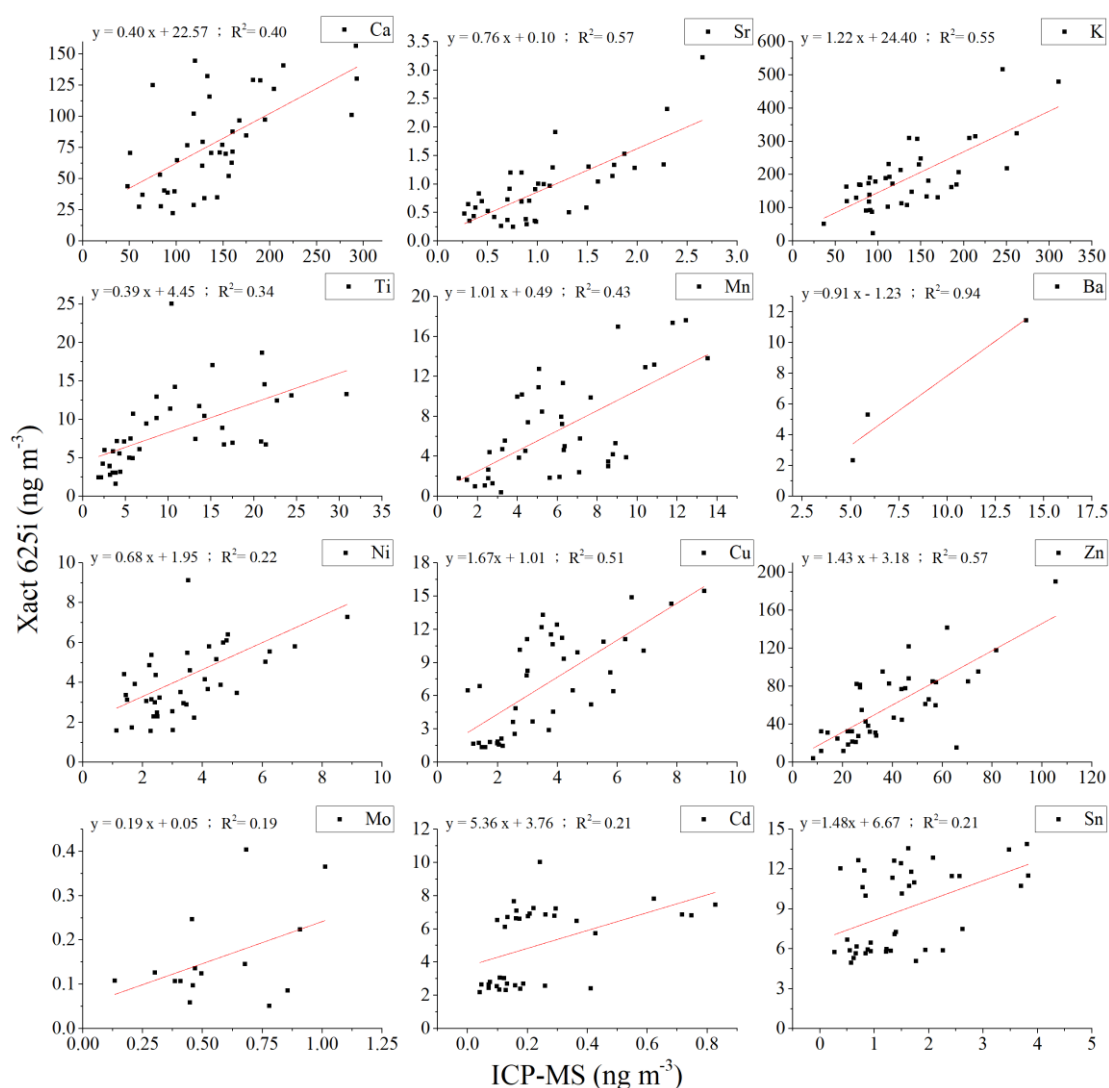 y = 0.40 x + 22.57 ; R²= 0.40
Ca
150
125
100
75
50
25
0
0 50 100 150 200 250 300
y = 0.76 x + 0.10 ; R²= 0.57
Sr
3.5
3.0
2.5
2.0
1.5
1.0
0.5
0.0
0.0 0.5 1.0 1.5 2.0 2.5 3.0
y = 1.22 x + 24.40 ; R²= 0.55
K
600
500
400
300
200
100
0
0 50 100 150 200 250 300 350
y =0.39 x + 4.45 ; R²= 0.34
Ti
25
20
15
10
5
0
0 5 10 15 20 25 30 35
y = 1.01 x + 0.49 ; R²= 0.43
Mn
20
16
12
8
4
0
0 2 4 6 8 10 12 14
y =0.91 x - 1.23 ; R²= 0.94
Ba
12
10
8
6
4
2
0
2.5 5.0 7.5 10.0 12.5 15.0 17.5
Xact 625i (ng m⁻³)
y = 0.68 x + 1.95 ; R²= 0.22
Ni
10
8
6
4
2
0
0 2 4 6 8 10
y =1.67x + 1.01 ; R²= 0.51
Cu
18
15
12
9
6
3
0
0 2 4 6 8 10
y = 1.43 x + 3.18 ; R²= 0.57
Zn
200
160
120
80
40
0
0 20 40 60 80 100 120
y = 0.19 x + 0.05 ; R²= 0.19
Mo
0.4
0.3
0.2
0.1
0.0
0.00 0.25 0.50 0.75 1.00 1.25
y = 5.36 x + 3.76 ; R²= 0.21
Cd
12
10
8
6
4
2
0
0.0 0.2 0.4 0.6 0.8
y =1.48x + 6.67 ; R²= 0.21
Sn
15
12
9
6
3
0
0 1 2 3 4
ICP-MS (ng m⁻³)